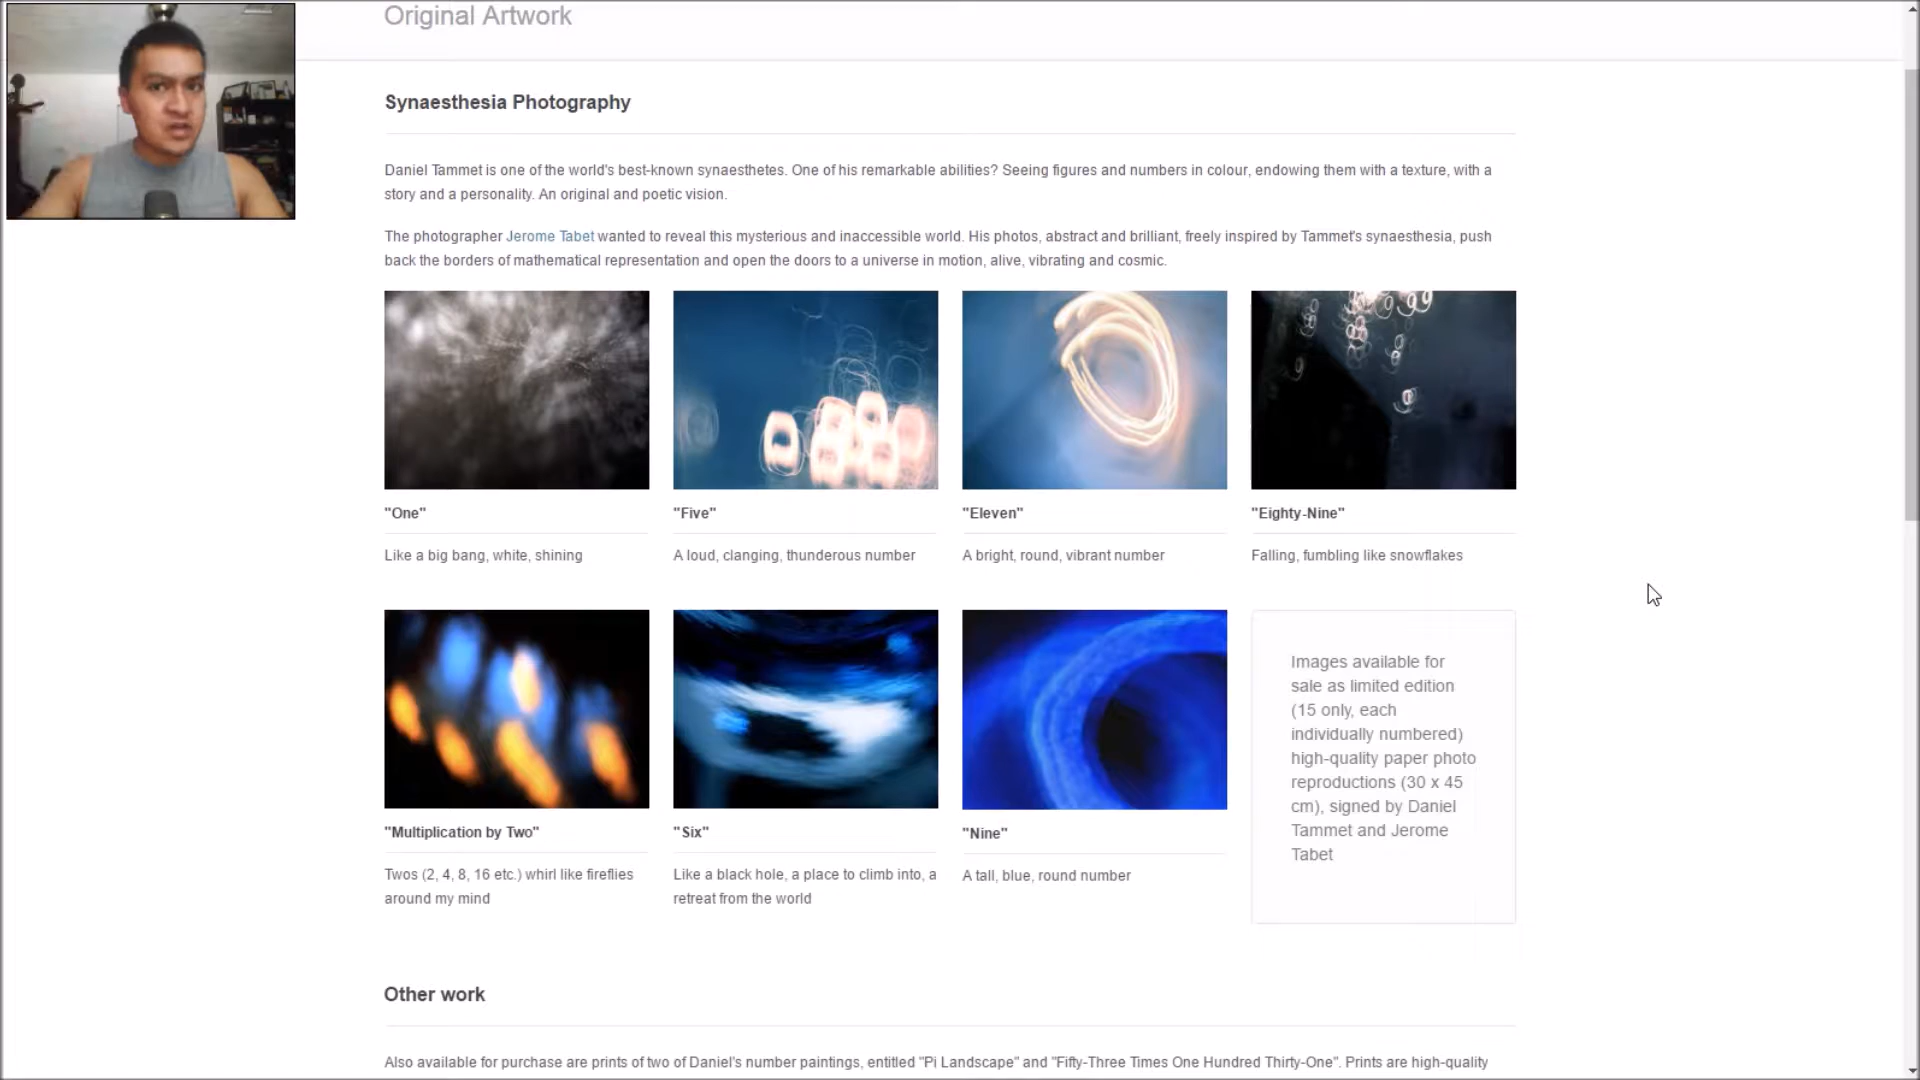 Original Artwork
Synaesthesia Photography
Daniel Tammet is one of the world's best-known synaesthetes. One of his remarkable abilities? Seeing figures and numbers in colour, endowing them with a texture, with a
story and a personality. An original and poetic vision.
The photographer Jerome Tabet wanted to reveal this mysterious and inaccessible world. His photos, abstract and brilliant, freely inspired by Tammet's synaesthesia, push
back the borders of mathematical representation and open the doors to a universe in motion, alive, vibrating and cosmic.
"One"
Like a big bang, white, shining
"Five"
A loud, clanging, thunderous number
"Eleven"
A bright, round, vibrant number
"Eighty-Nine"
Falling, fumbling like snowflakes
"Multiplication by Two"
Twos (2, 4, 8, 16 etc.) whirl like fireflies
around my mind
"Six"
Like a black hole, a place to climb into, a
retreat from the world
"Nine"
A tall, blue, round number
Images available for
sale as limited edition
(15 only, each
individually numbered)
high-quality paper photo
reproductions (30 x 45
cm), signed by Daniel
Tammet and Jerome
Tabet
Other work
Also available for purchase are prints of two of Daniel's number paintings, entitled "Pi Landscape" and "Fifty-Three Times One Hundred Thirty-One". Prints are high-quality